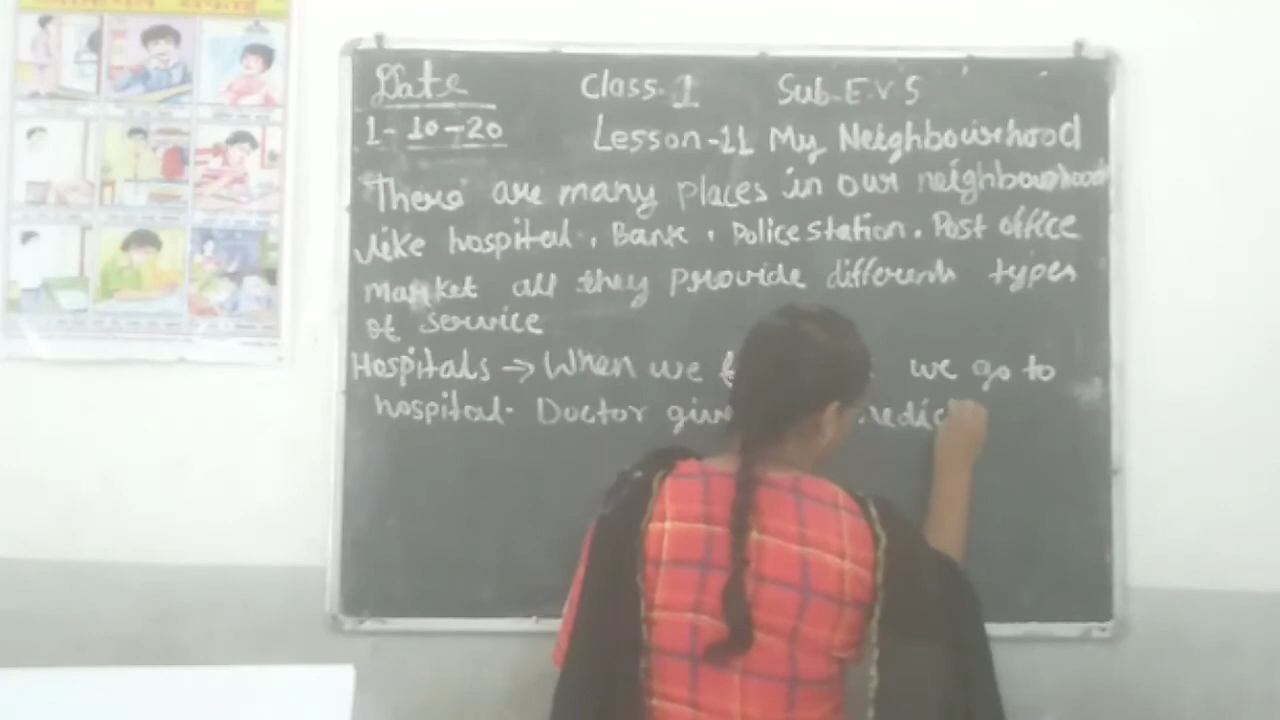 Date Class-1 Sub-E.V.S
1-10-20 Lesson-11 My Neighbourhood
There are many places in our neighbourhood
like hospital, Bank, Police station. Post office
market all they provide different types
of service
Hospitals → When we we go to
hospital. Doctor